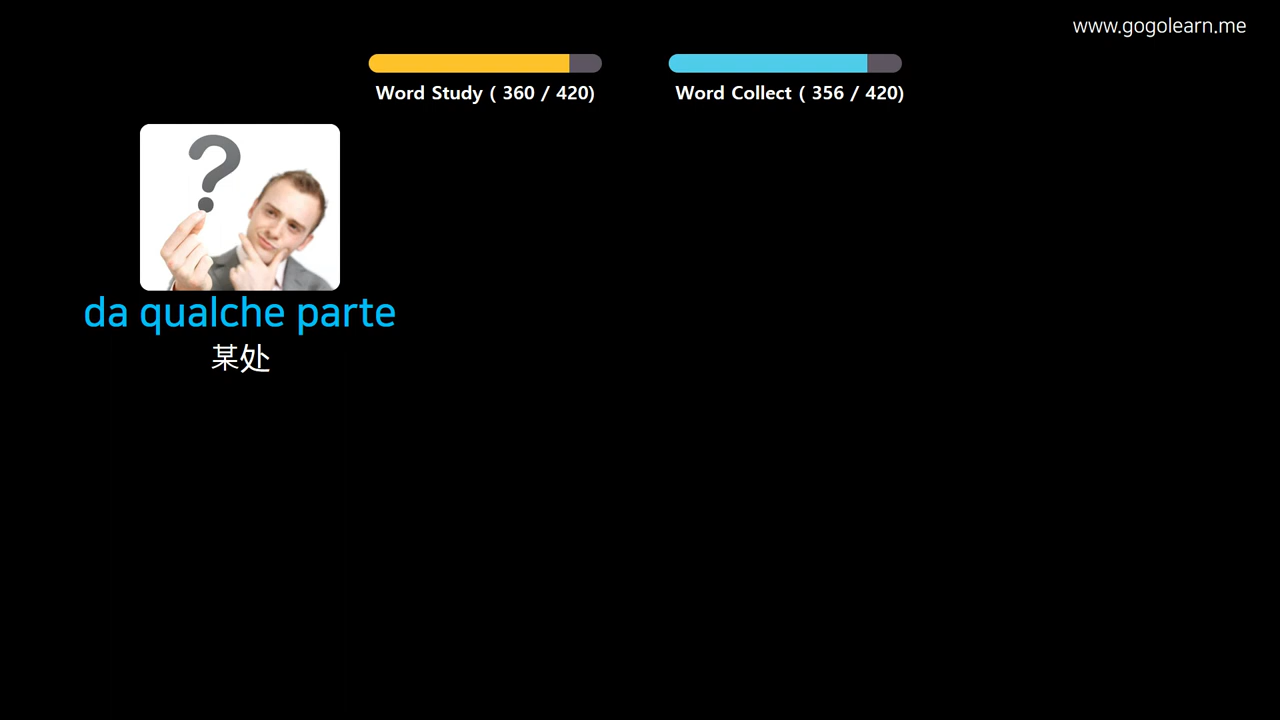 www.gogolearn.me
Word Study ( 360 / 420)
Word Collect ( 356 / 420)
?
da qualche parte
某处